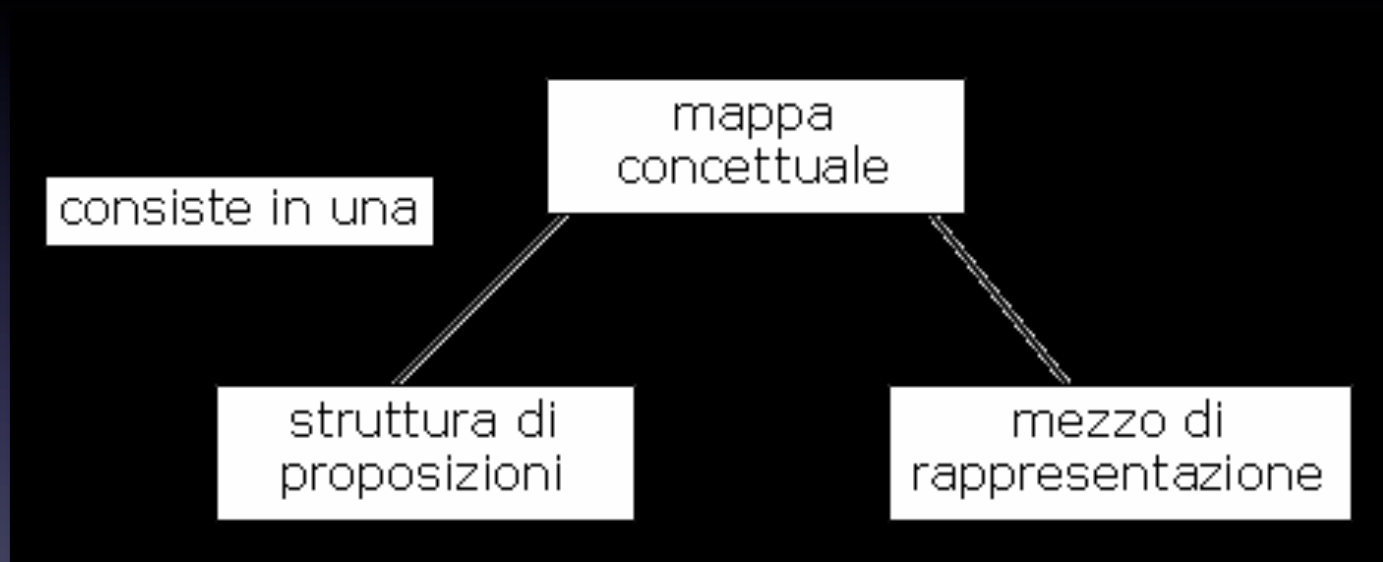 mappa
concettuale
consiste in una
struttura di
proposizioni
mezzo di
rappresentazione